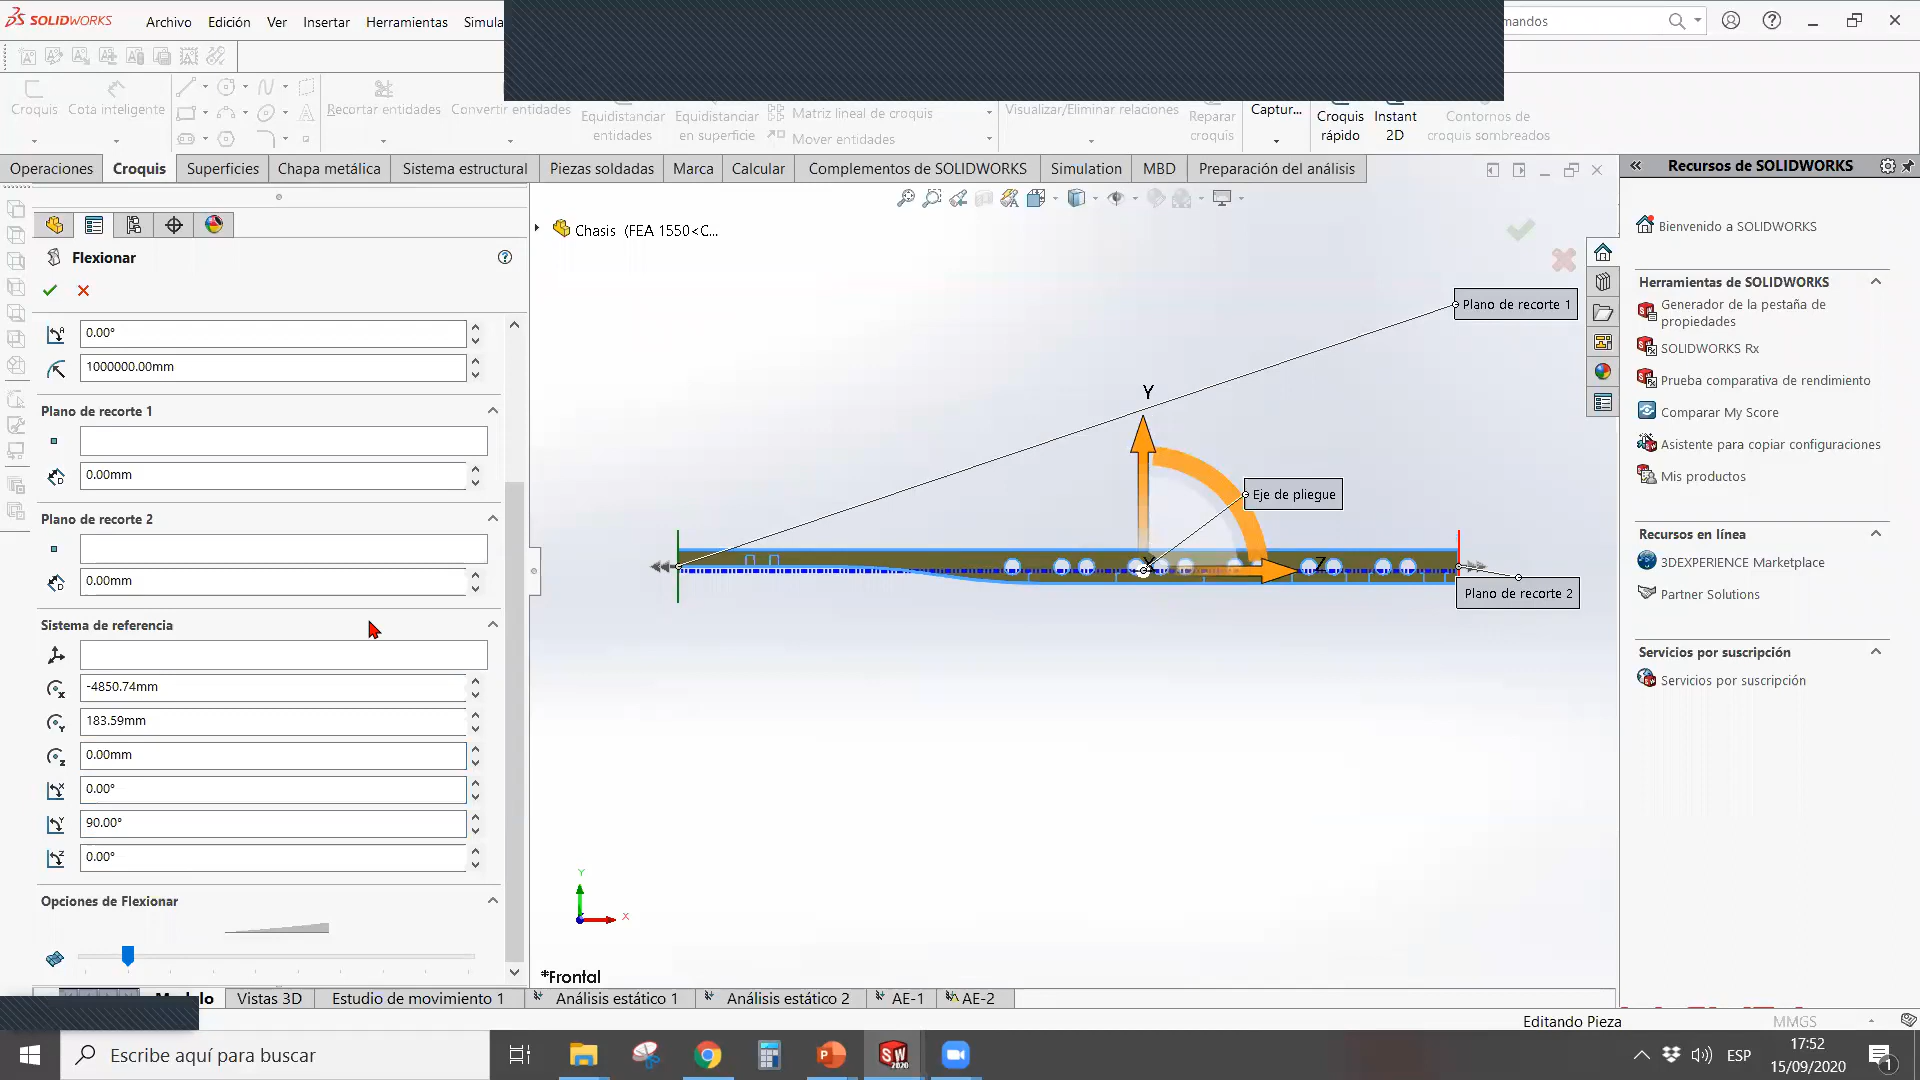 SOLIDWORKS
Archivo Edición Ver Insertar Herramientas Simula
mandos
Croquis
Cota inteligente
Recortar entidades
Convertir entidades
Equidistanciar
entidades
Equidistanciar
en superficie
Matriz lineal de croquis
Mover entidades
Visualizar/Eliminar relaciones
Reparar
croquis
Captur...
Croquis
rápido
Instant
2D
Contornos de
croquis sombreados
Operaciones Croquis Superficies Chapa metálica Sistema estructural Piezas soldadas Marca Calcular Complementos de SOLIDWORKS Simulation MBD Preparación del análisis
Flexionar
0.00°
1000000.00mm
Plano de recorte 1
0.00mm
Plano de recorte 2
0.00mm
Sistema de referencia
-4850.74mm
183.59mm
0.00mm
0.00°
90.00°
0.00°
Opciones de Flexionar
Chasis (FEA 1550<C...
Plano de recorte 1
Y
Eje de pliegue
Z
Plano de recorte 2
Y
X
*Frontal
Recursos de SOLIDWORKS
Bienvenido a SOLIDWORKS
Herramientas de SOLIDWORKS
Generador de la pestaña de
propiedades
SOLIDWORKS Rx
Prueba comparativa de rendimiento
Comparar My Score
Asistente para copiar configuraciones
Mis productos
Recursos en línea
3DEXPERIENCE Marketplace
Partner Solutions
Servicios por suscripción
Servicios por suscripción
Vistas 3D Estudio de movimiento 1 Análisis estático 1 Análisis estático 2 AE-1 AE-2
Editando Pieza MMGS
Escribe aquí para buscar
SW
2020
ESP
17:52
15/09/2020
1